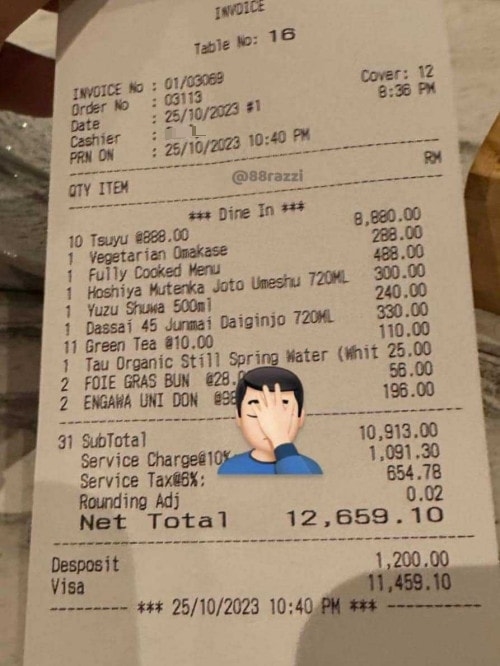 INVOICE
Table No: 16
INVOICE No : 01/03069 Cover: 12
Order No : 03113 8:36 PM
Date : 25/10/2023 #1
Cashier :
PRN ON : 25/10/2023 10:40 PM
@88razzi
QTY ITEM RM
*** Dine In ***
10 Tsuyu @888.00 8,880.00
1 Vegetarian Omakase 288.00
1 Fully Cooked Menu 488.00
1 Hoshiya Mutenka Joto Umeshu 720ML 300.00
1 Yuzu Shuwa 500ml 240.00
1 Dassai 45 Junmai Daiginjo 720ML 330.00
11 Green Tea @10.00 110.00
1 Tau Organic Still Spring Water (Whit 25.00
2 FOIE GRAS BUN @28. 56.00
2 ENGAWA UNI DON @98 196.00
31 SubTotal 10,913.00
Service Charge@10% 1,091.30
Service Tax@6%: 654.78
Rounding Adj 0.02
Net Total 12,659.10
Desposit 1,200.00
Visa 11,459.10
*** 25/10/2023 10:40 PM ***